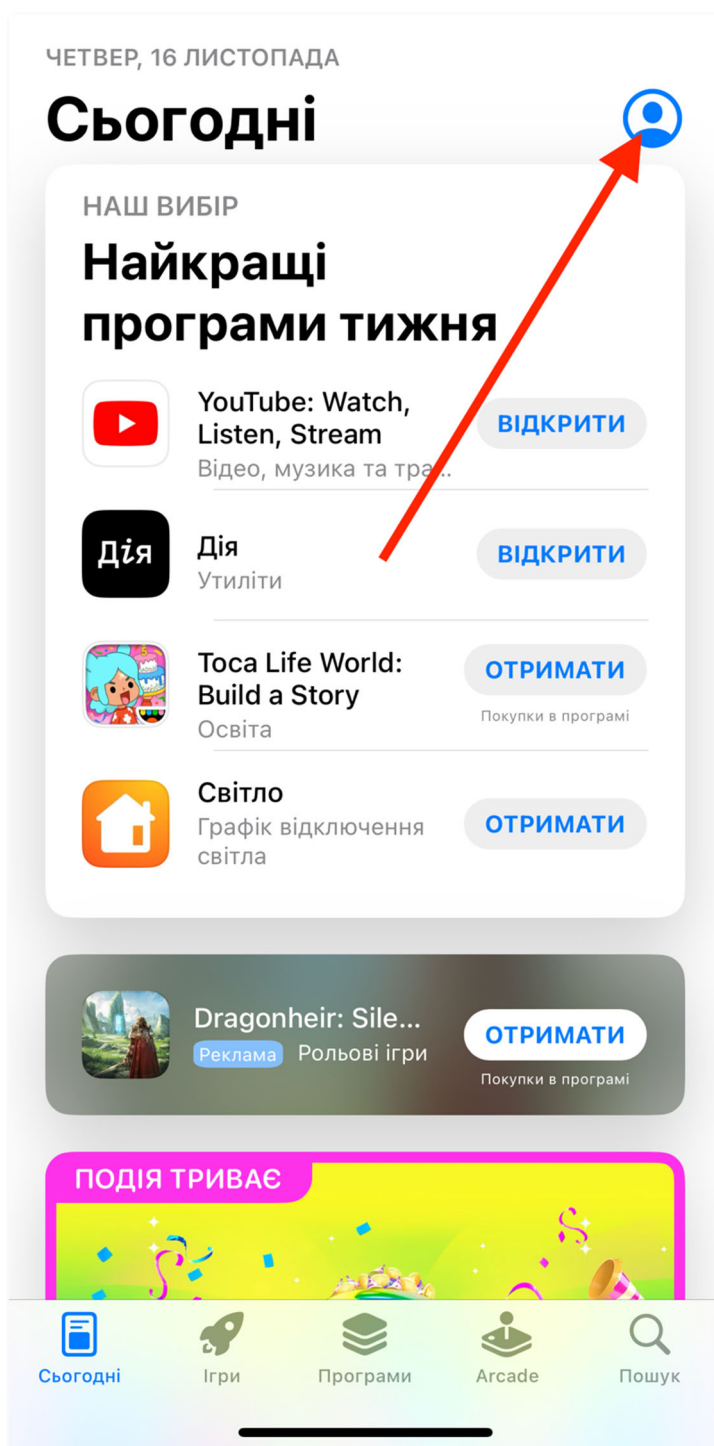 ЧЕТВЕР, 16 ЛИСТОПАДА
Сьогодні
НАШ ВИБІР
Найкращі
програми тижня
YouTube: Watch,
Listen, Stream
Відео, музика та тра...
ВІДКРИТИ
Дія
Дія
Утиліти
ВІДКРИТИ
Toca Life World:
Build a Story
Освіта
ОТРИМАТИ
Покупки в програмі
Світло
Графік відключення
світла
ОТРИМАТИ
Dragonheir: Sile...
Реклама Рольові ігри
ОТРИМАТИ
Покупки в програмі
ПОДІЯ ТРИВАЄ
Сьогодні
Ігри
Програми
Arcade
Пошук